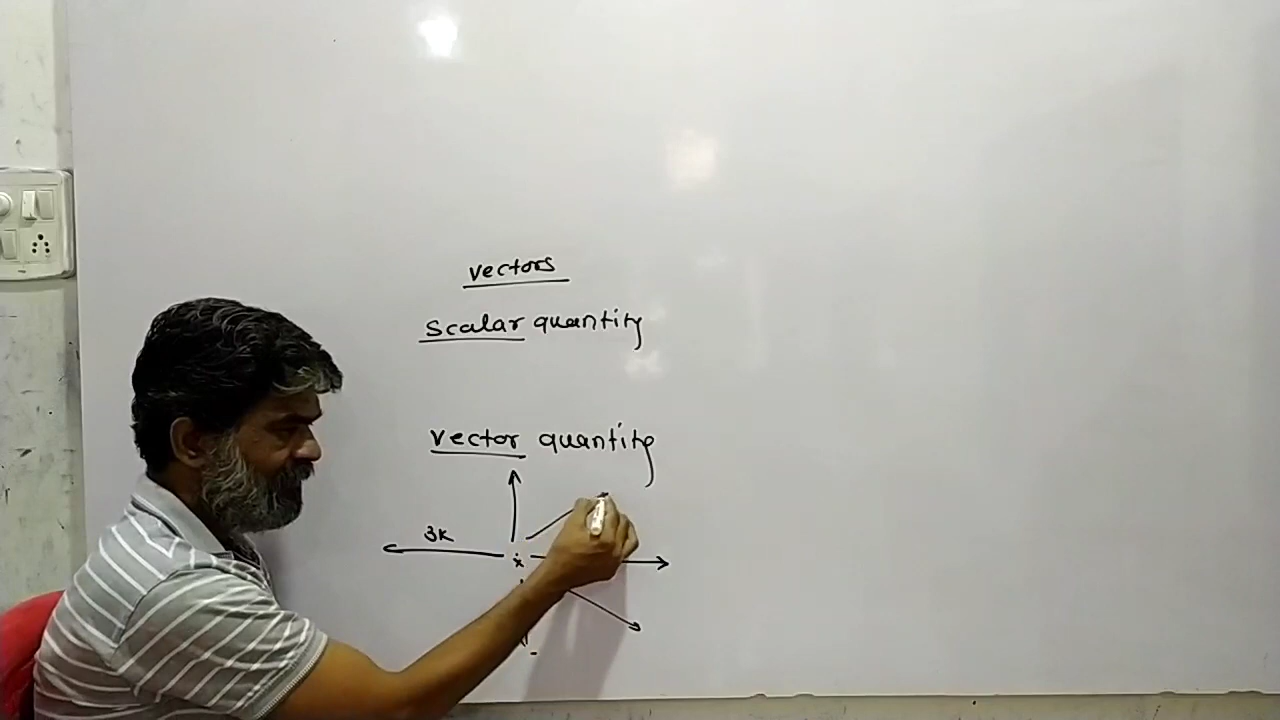 vectors
scalar quantity
vector quantity
3K
x